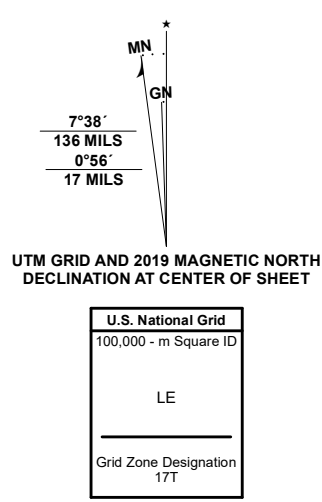 MN
GN
7°38´
136 MILS
0°56´
17 MILS
UTM GRID AND 2019 MAGNETIC NORTH
DECLINATION AT CENTER OF SHEET
U.S. National Grid
100,000 - m Square ID
LE
Grid Zone Designation
17T